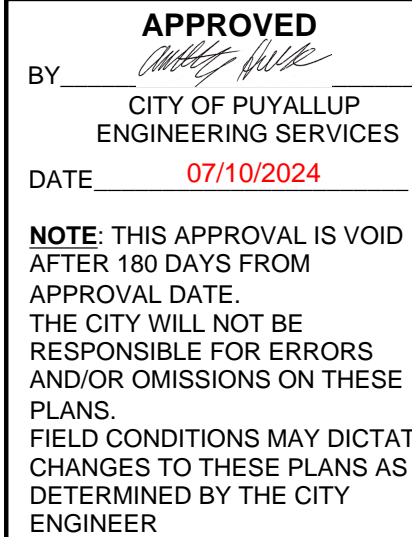 APPROVED
BY
CITY OF PUYALLUP
ENGINEERING SERVICES
DATE 07/10/2024
NOTE: THIS APPROVAL IS VOID
AFTER 180 DAYS FROM
APPROVAL DATE.
THE CITY WILL NOT BE
RESPONSIBLE FOR ERRORS
AND/OR OMISSIONS ON THESE
PLANS.
FIELD CONDITIONS MAY DICTAT
CHANGES TO THESE PLANS AS
DETERMINED BY THE CITY
ENGINEER